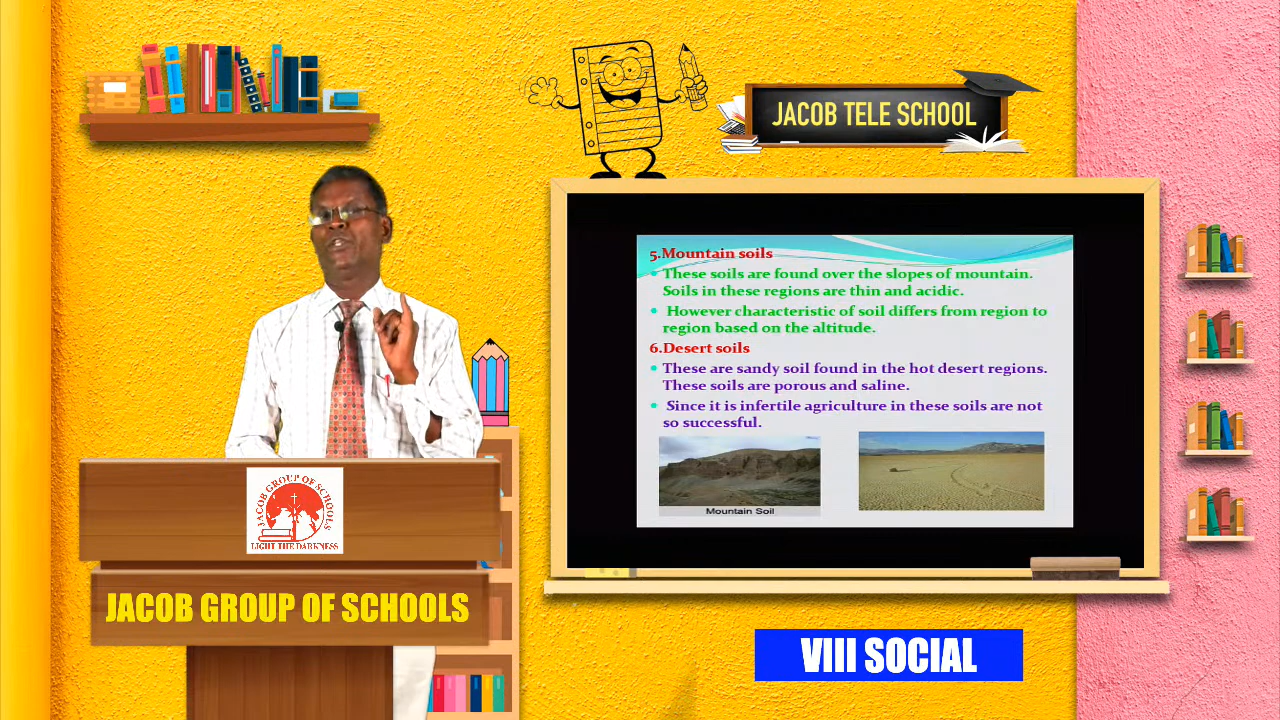 JACOB TELE SCHOOL
5.Mountain soils
These soils are found over the slopes of mountain.
Soils in these regions are thin and acidic.
However characteristic of soil differs from region to
region based on the altitude.
6.Desert soils
These are sandy soil found in the hot desert regions.
These soils are porous and saline.
Since it is infertile agriculture in these soils are not
so successful.
Mountain Soil
JACOB GROUP OF SCHOOLS
LIGHT THE DARKNESS
JACOB GROUP OF SCHOOLS
VIII SOCIAL